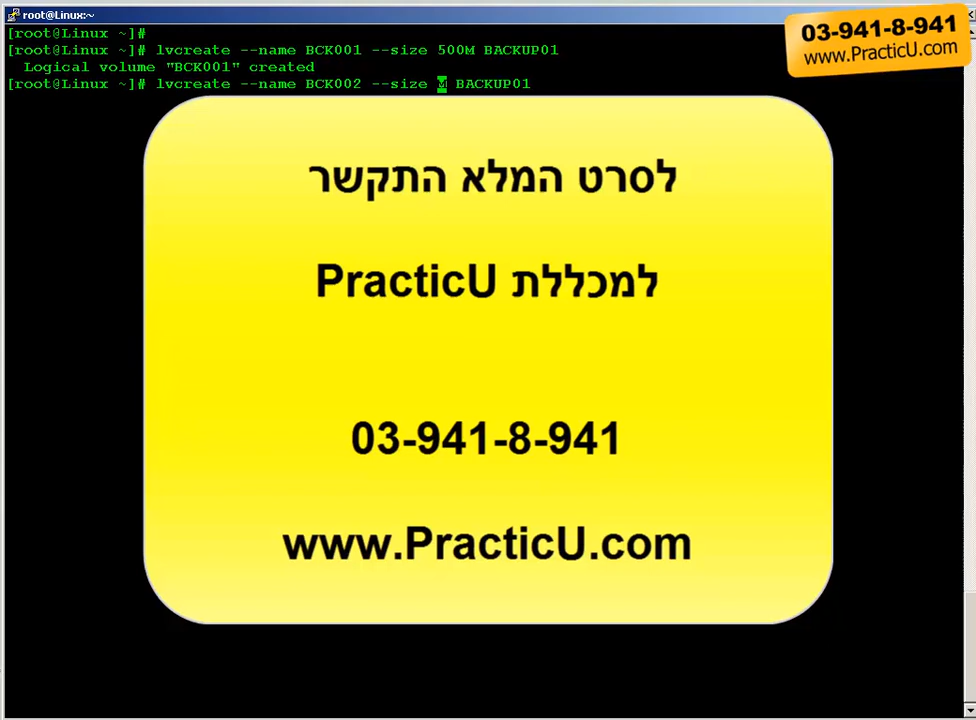 root@Linux:~
03-941-8-941
www.PracticU.com
[root@Linux ~]#
[root@Linux ~]# lvcreate --name BCK001 --size 500M BACKUP01
Logical volume "BCK001" created
[root@Linux ~]# lvcreate --name BCK002 --size M BACKUP01
לסרט המלא התקשר
למכללת PracticU
03-941-8-941
www.PracticU.com